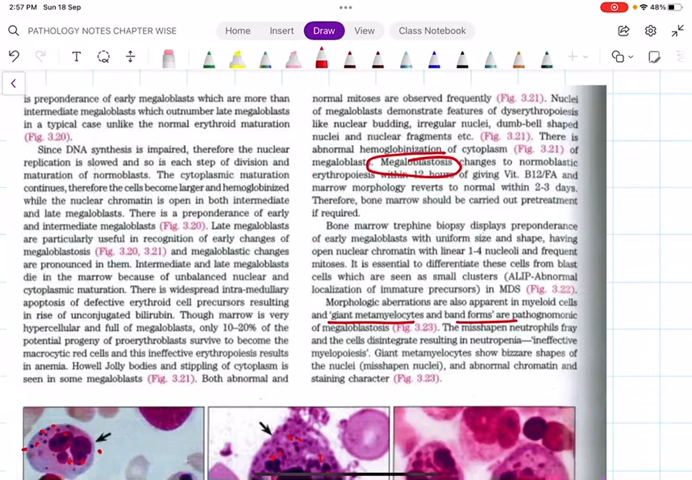 2:57 PM Sun 18 Sep
48%
PATHOLOGY NOTES CHAPTER WISE
Home Insert Draw View Class Notebook
is preponderance of early megaloblasts which are more than
intermediate megaloblasts which outnumber late megaloblasts
in a typical case unlike the normal erythroid maturation
(Fig. 3.20).
Since DNA synthesis is impaired, therefore the nuclear
replication is slowed and so is each step of division and
maturation of normoblasts. The cytoplasmic maturation
continues, therefore the cells become larger and hemoglobinized
while the nuclear chromatin is open in both intermediate
and late megaloblasts. There is a preponderance of early
and intermediate megaloblasts (Fig. 3.20). Late megaloblasts
are particularly useful in recognition of early changes of
megaloblastosis (Fig. 3.20, 3.21) and megaloblastic changes
are pronounced in them. Intermediate and late megaloblasts
die in the marrow because of unbalanced nuclear and
cytoplasmic maturation. There is widespread intra-medullary
apoptosis of defective erythroid cell precursors resulting
in rise of unconjugated bilirubin. Though marrow is very
hypercellular and full of megaloblasts, only 10–20% of the
potential progeny of proerythroblasts survive to become the
macrocytic red cells and this ineffective erythropoiesis results
in anemia. Howell Jolly bodies and stippling of cytoplasm is
seen in some megaloblasts (Fig. 3.21). Both abnormal and
normal mitoses are observed frequently (Fig. 3.21). Nuclei
of megaloblasts demonstrate features of dyserythropoiesis
like nuclear budding, irregular nuclei, dumb-bell shaped
nuclei and nuclear fragments etc. (Fig. 3.21). There is
abnormal hemoglobinization of cytoplasm (Fig. 3.21) of
megaloblasts. Megaloblastosis changes to normoblastic
erythropoiesis within 12 hours of giving Vit. B12/FA and
marrow morphology reverts to normal within 2-3 days.
Therefore, bone marrow should be carried out pretreatment
if required.
Bone marrow trephine biopsy displays preponderance
of early megaloblasts with uniform size and shape, having
open nuclear chromatin with linear 1-4 nucleoli and frequent
mitoses. It is essential to differentiate these cells from blast
cells which are seen as small clusters (ALIP-Abnormal
localization of immature precursors) in MDS (Fig. 3.22).
Morphologic aberrations are also apparent in myeloid cells
and 'giant metamyelocytes and band forms' are pathognomonic
of megaloblastosis (Fig. 3.23). The misshapen neutrophils fray
and the cells disintegrate resulting in neutropenia—'ineffective
myelopoiesis'. Giant metamyelocytes show bizzare shapes of
the nuclei (misshapen nuclei), and abnormal chromatin and
staining character (Fig. 3.23).